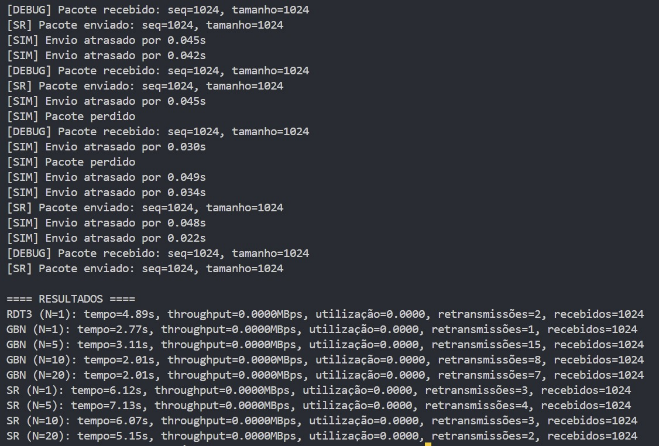 [DEBUG] Pacote recebido: seq=1024, tamanho=1024
[SR] Pacote enviado: seq=1024, tamanho=1024
[SIM] Envio atrasado por 0.045s
[SIM] Envio atrasado por 0.042s
[DEBUG] Pacote recebido: seq=1024, tamanho=1024
[SR] Pacote enviado: seq=1024, tamanho=1024
[SIM] Envio atrasado por 0.045s
[SIM] Pacote perdido
[DEBUG] Pacote recebido: seq=1024, tamanho=1024
[SIM] Envio atrasado por 0.030s
[SIM] Pacote perdido
[SIM] Envio atrasado por 0.049s
[SIM] Envio atrasado por 0.034s
[SR] Pacote enviado: seq=1024, tamanho=1024
[SIM] Envio atrasado por 0.048s
[SIM] Envio atrasado por 0.022s
[DEBUG] Pacote recebido: seq=1024, tamanho=1024
[SR] Pacote enviado: seq=1024, tamanho=1024
==== RESULTADOS ====
RDT3 (N=1): tempo=4.89s, throughput=0.0000MBps, utilização=0.0000, retransmissões=2, recebidos=1024
GBN (N=1): tempo=2.77s, throughput=0.0000MBps, utilização=0.0000, retransmissões=1, recebidos=1024
GBN (N=5): tempo=3.11s, throughput=0.0000MBps, utilização=0.0000, retransmissões=15, recebidos=1024
GBN (N=10): tempo=2.01s, throughput=0.0000MBps, utilização=0.0000, retransmissões=8, recebidos=1024
GBN (N=20): tempo=2.01s, throughput=0.0000MBps, utilização=0.0000, retransmissões=7, recebidos=1024
SR (N=1): tempo=6.12s, throughput=0.0000MBps, utilização=0.0000, retransmissões=3, recebidos=1024
SR (N=5): tempo=7.13s, throughput=0.0000MBps, utilização=0.0000, retransmissões=4, recebidos=1024
SR (N=10): tempo=6.07s, throughput=0.0000MBps, utilização=0.0000, retransmissões=3, recebidos=1024
SR (N=20): tempo=5.15s, throughput=0.0000MBps, utilização=0.0000, retransmissões=2, recebidos=1024